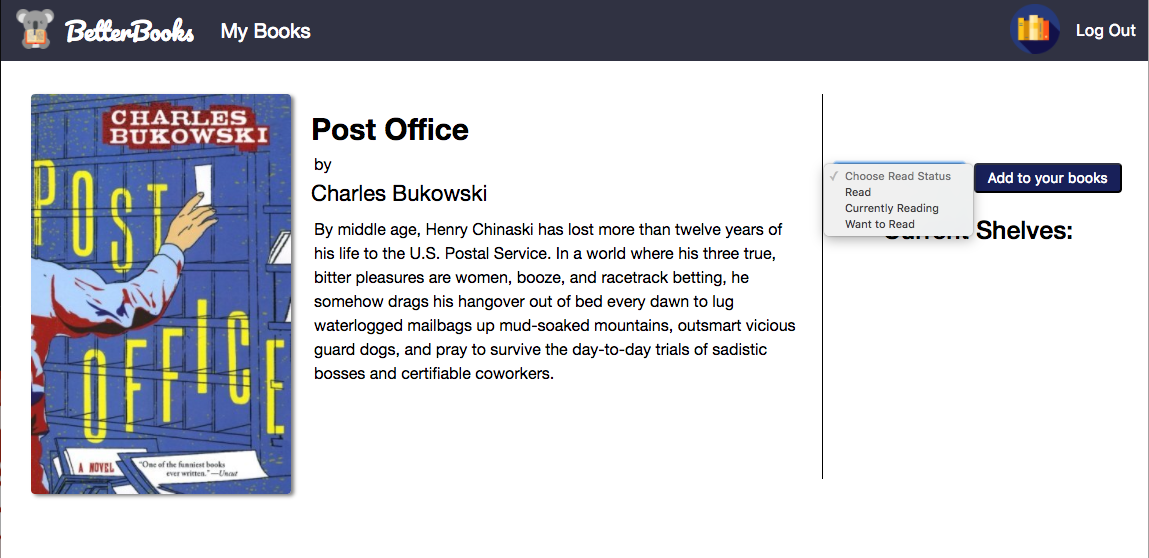 BetterBooks
My Books
Log Out
CHARLES
BUKOWSKI
POST
OFFICE
A NOVEL
"One of the funniest books
ever written." —Uncut
Post Office
by
Charles Bukowski
By middle age, Henry Chinaski has lost more than twelve years of
his life to the U.S. Postal Service. In a world where his three true,
bitter pleasures are women, booze, and racetrack betting, he
somehow drags his hangover out of bed every dawn to lug
waterlogged mailbags up mud-soaked mountains, outsmart vicious
guard dogs, and pray to survive the day-to-day trials of sadistic
bosses and certifiable coworkers.
✓ Choose Read Status
Read
Currently Reading
Want to Read
Add to your books
Current Shelves: